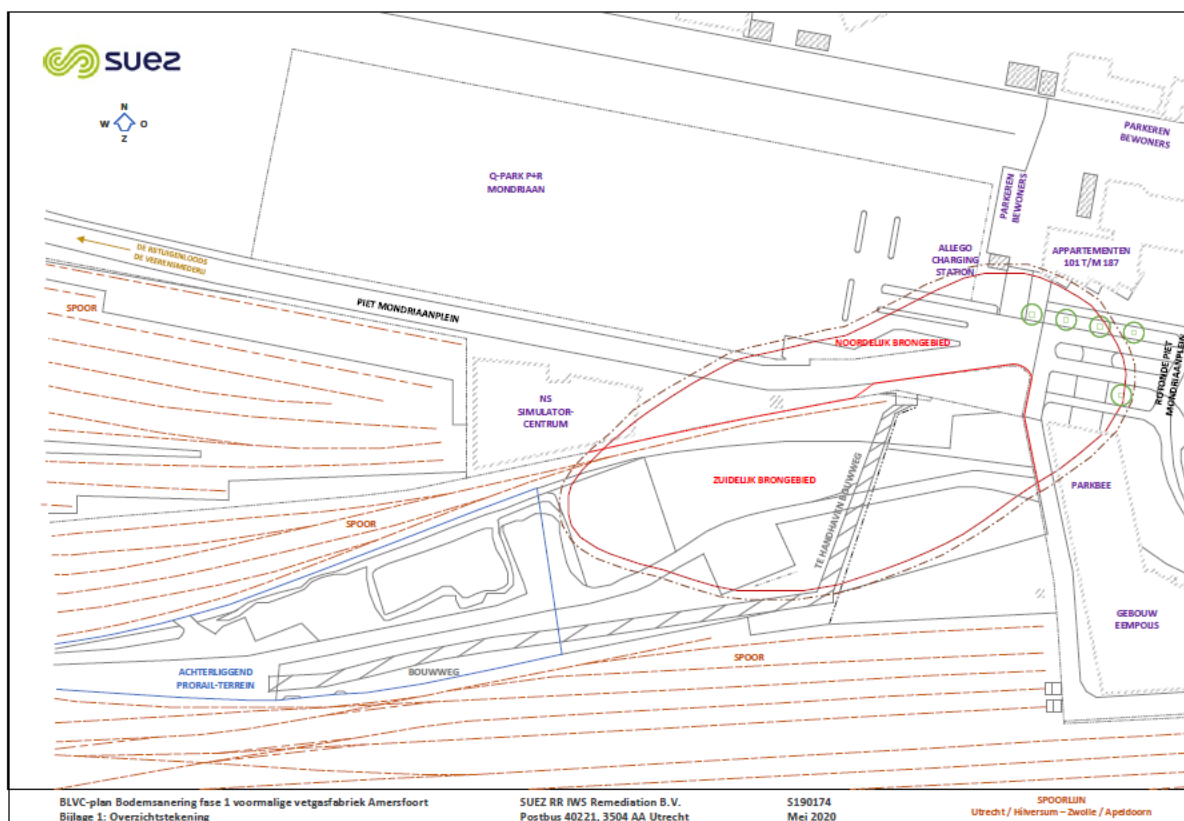 suez
N
W O
Z
Q-PARK P+R
MONDRIAAN
PARKEREN
BEWONERS
PARKEREN
BEWONERS
ALLEGO
CHARGING
STATION
APPARTEMENTEN
101 T/M 187
DE RIJTUIGENLOODS
DE VEERENSMEDERIJ
PIET MONDRIAANPLEIN
SPOOR
NOORDELIJK BRONGEBIED
ROTONDE PIET
MONDRIAANPLEIN
NS
SIMULATOR-
CENTRUM
ZUIDELIJK BRONGEBIED
PARKBEE
TE HANDHAVEN BOUWWEG
SPOOR
GEBOUW
EEMPOLIS
ACHTERLIGGEND
PRORAIL-TERREIN
BOUWWEG
SPOOR
BLVC-plan Bodemsanering fase 1 voormalige vetgasfabriek Amersfoort
Bijlage 1: Overzichtstekening
SUEZ RR IWS Remediation B.V.
Postbus 40221, 3504 AA Utrecht
S190174
Mei 2020
SPOORLIJN
Utrecht / Hilversum – Zwolle / Apeldoorn